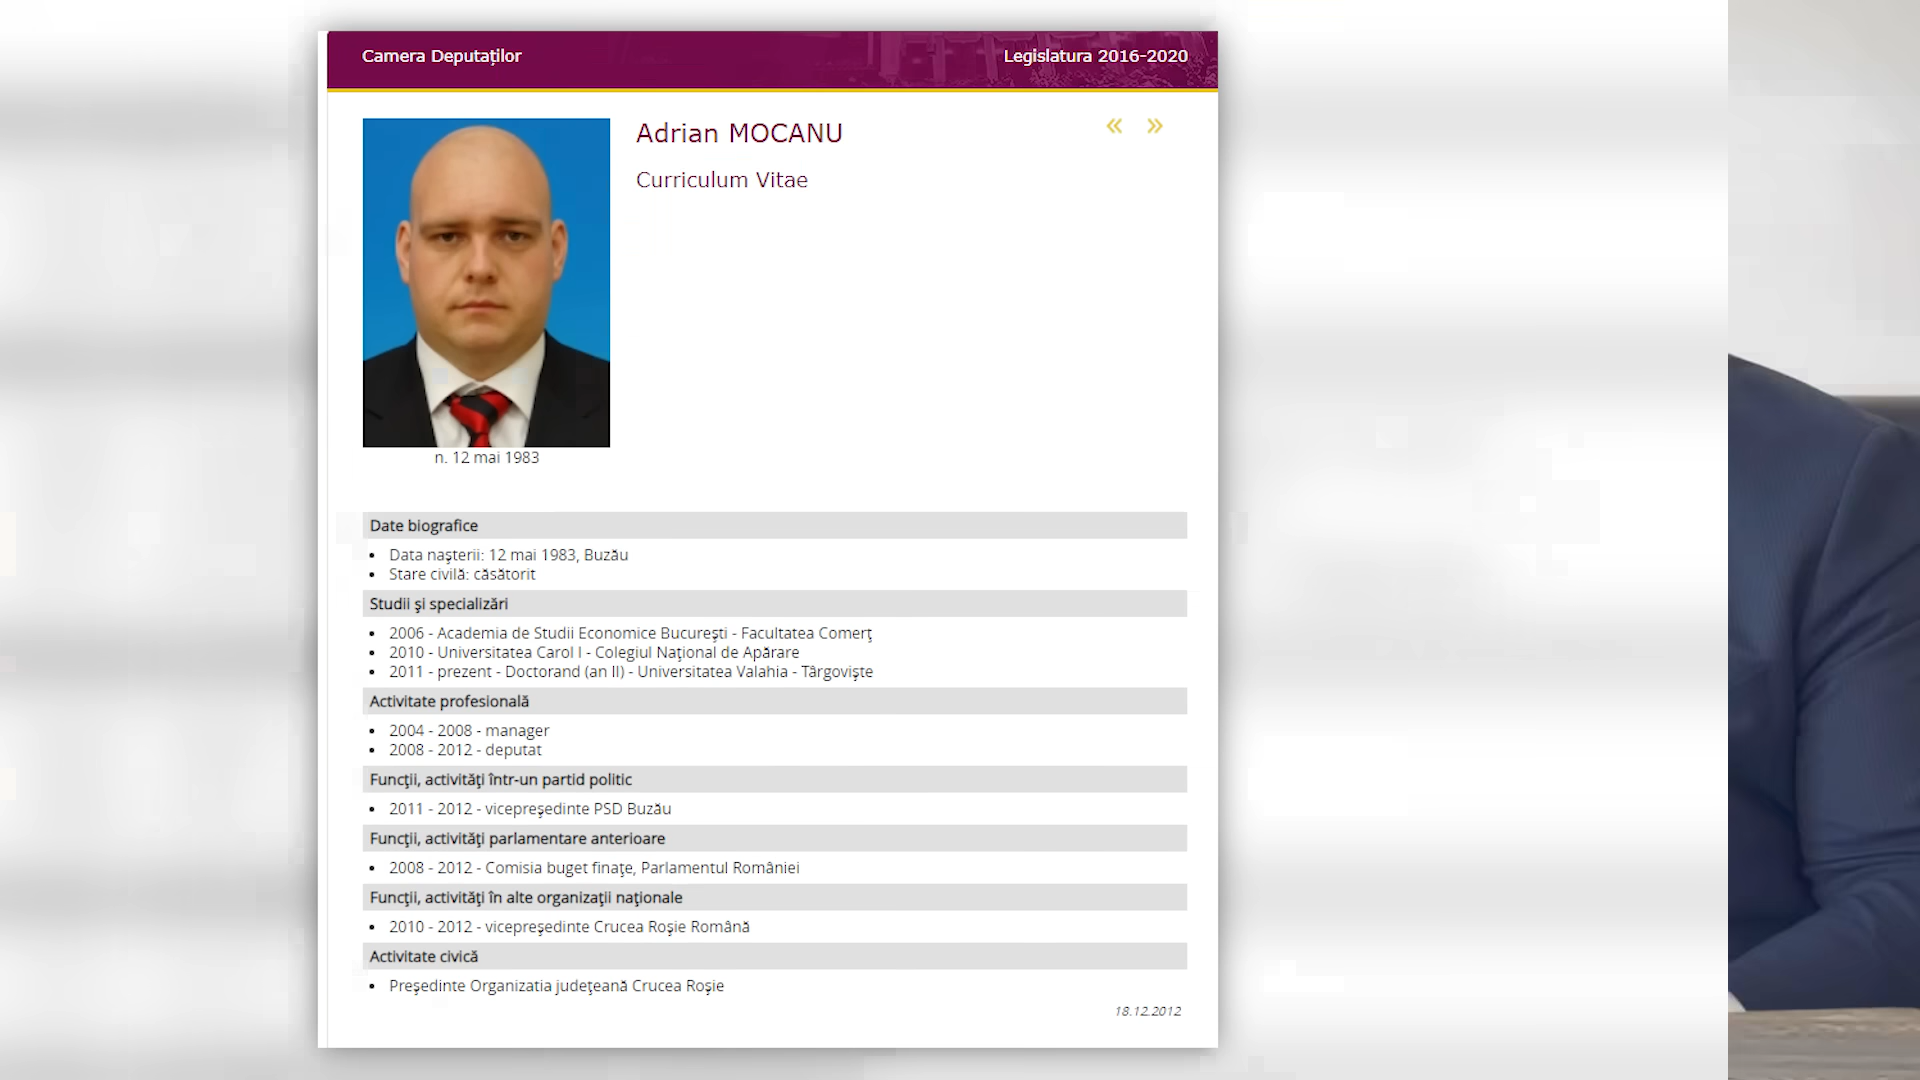 Camera Deputaților
Legislatura 2016-2020
Adrian MOCANU
« »
Curriculum Vitae
n. 12 mai 1983
Date biografice
• Data naşterii: 12 mai 1983, Buzău
• Stare civilă: căsătorit
Studii şi specializări
• 2006 - Academia de Studii Economice Bucureşti - Facultatea Comerţ
• 2010 - Universitatea Carol I - Colegiul Naţional de Apărare
• 2011 - prezent - Doctorand (an II) - Universitatea Valahia - Târgovişte
Activitate profesională
• 2004 - 2008 - manager
• 2008 - 2012 - deputat
Funcţii, activităţi într-un partid politic
• 2011 - 2012 - vicepreşedinte PSD Buzău
Funcţii, activităţi parlamentare anterioare
• 2008 - 2012 - Comisia buget finaţe, Parlamentul României
Funcţii, activităţi în alte organizaţii naţionale
• 2010 - 2012 - vicepreşedinte Crucea Roşie Română
Activitate civică
• Preşedinte Organizatia judeţeană Crucea Roşie
18.12.2012